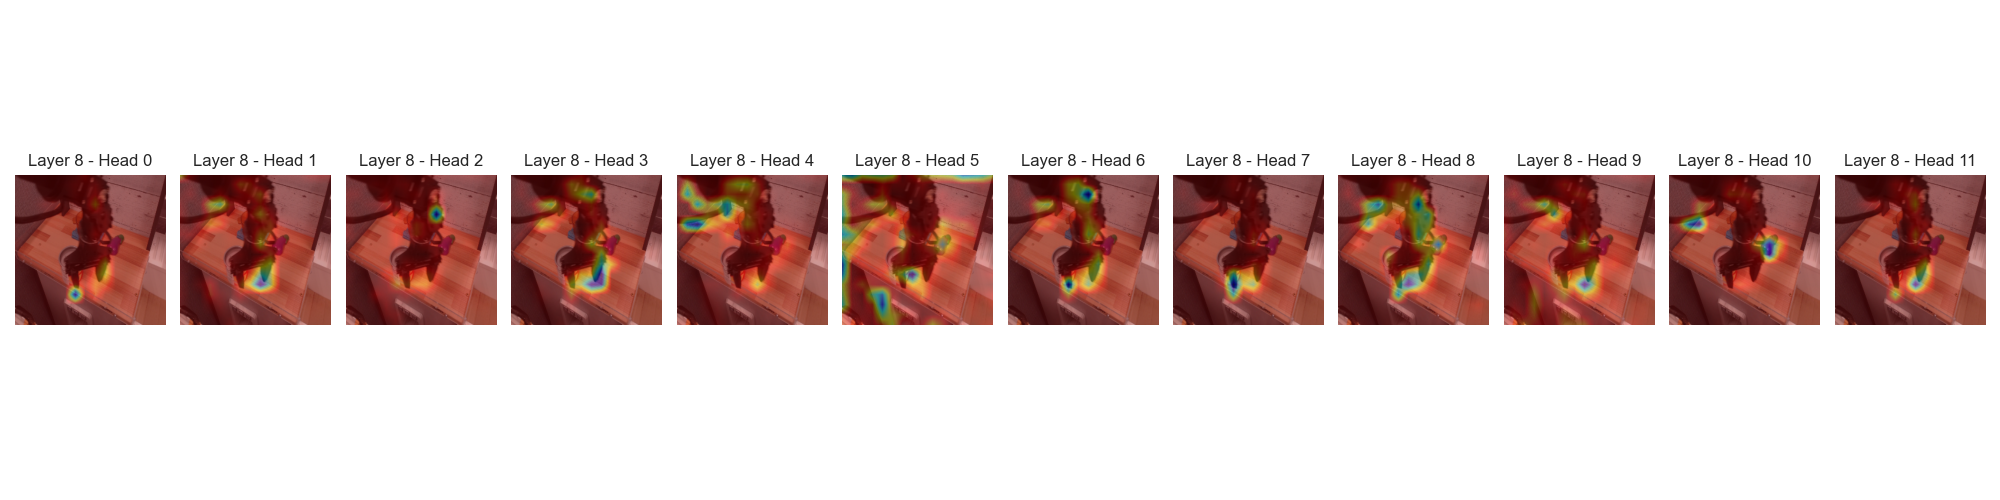 Layer 8 - Head 0
Layer 8 - Head 1
Layer 8 - Head 2
Layer 8 - Head 3
Layer 8 - Head 4
Layer 8 - Head 5
Layer 8 - Head 6
Layer 8 - Head 7
Layer 8 - Head 8
Layer 8 - Head 9
Layer 8 - Head 10
Layer 8 - Head 11